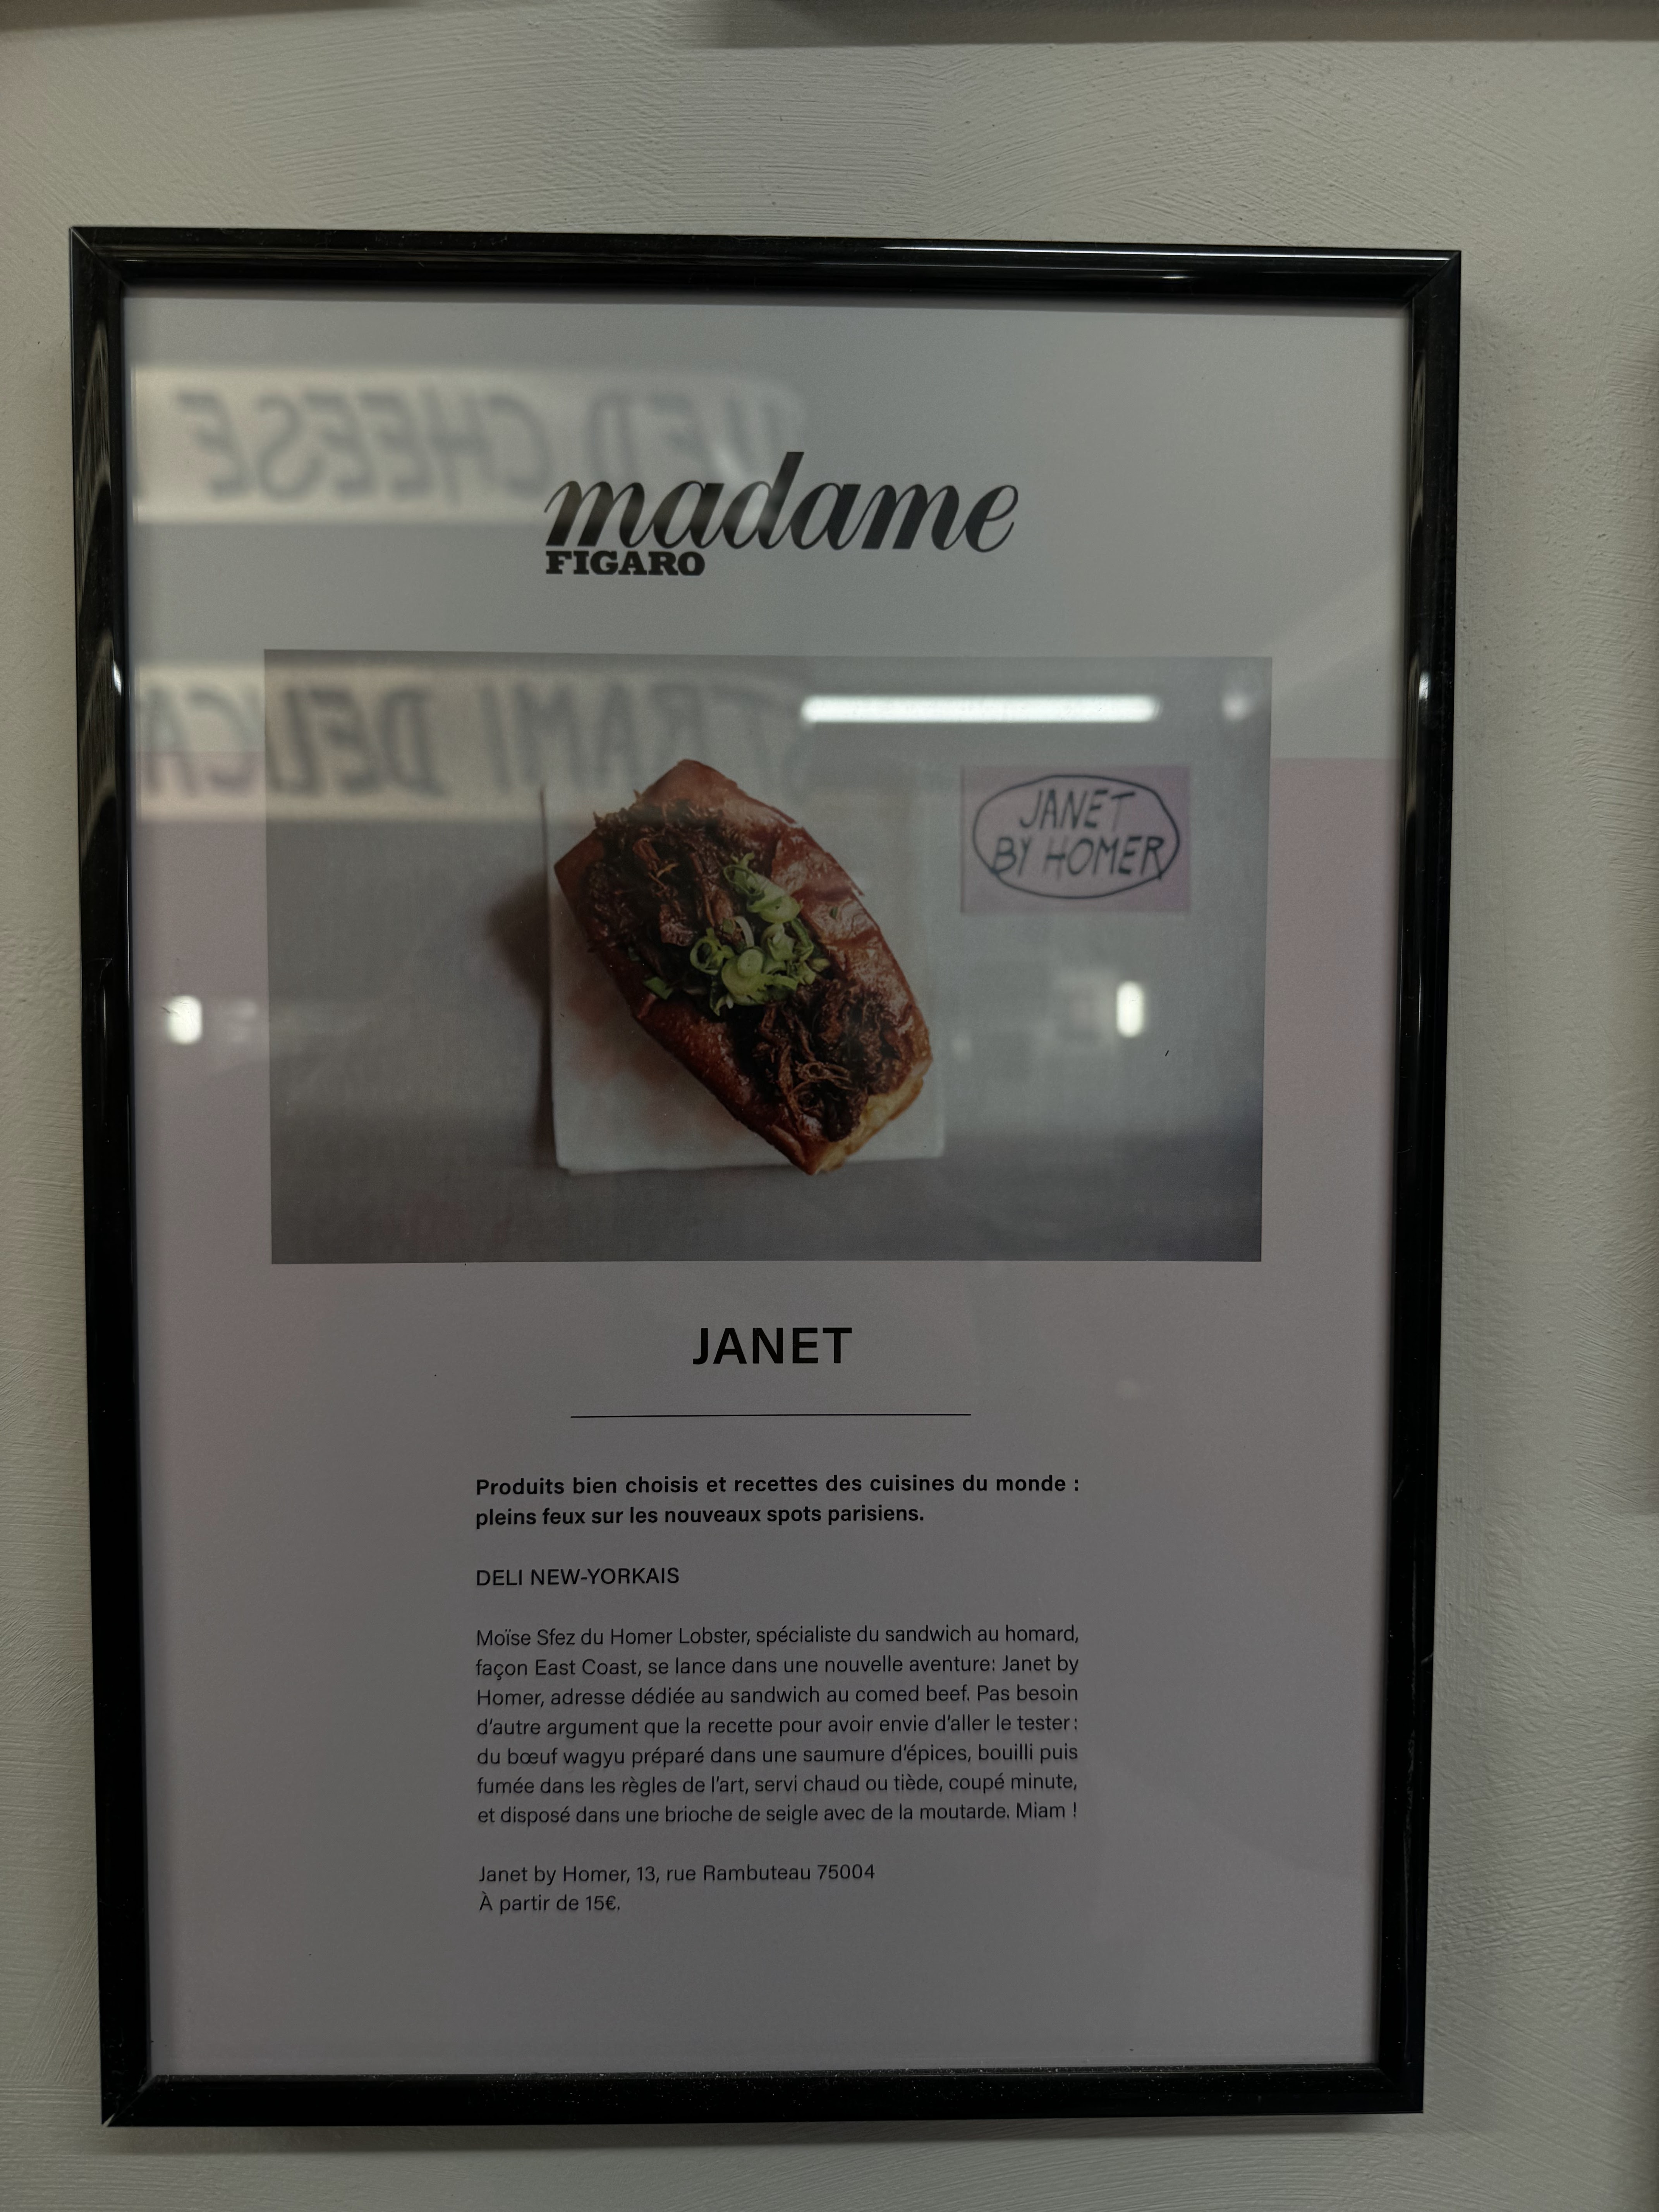 madame
FIGARO
JANET
BY HOMER
JANET
Produits bien choisis et recettes des cuisines du monde :
pleins feux sur les nouveaux spots parisiens.
DELI NEW-YORKAIS
Moïse Sfez du Homer Lobster, spécialiste du sandwich au homard,
façon East Coast, se lance dans une nouvelle aventure: Janet by
Homer, adresse dédiée au sandwich au comed beef. Pas besoin
d'autre argument que la recette pour avoir envie d'aller le tester:
du bœuf wagyu préparé dans une saumure d'épices, bouilli puis
fumée dans les règles de l'art, servi chaud ou tiède, coupé minute,
et disposé dans une brioche de seigle avec de la moutarde. Miam !
Janet by Homer, 13, rue Rambuteau 75004
À partir de 15€.
CHEESE